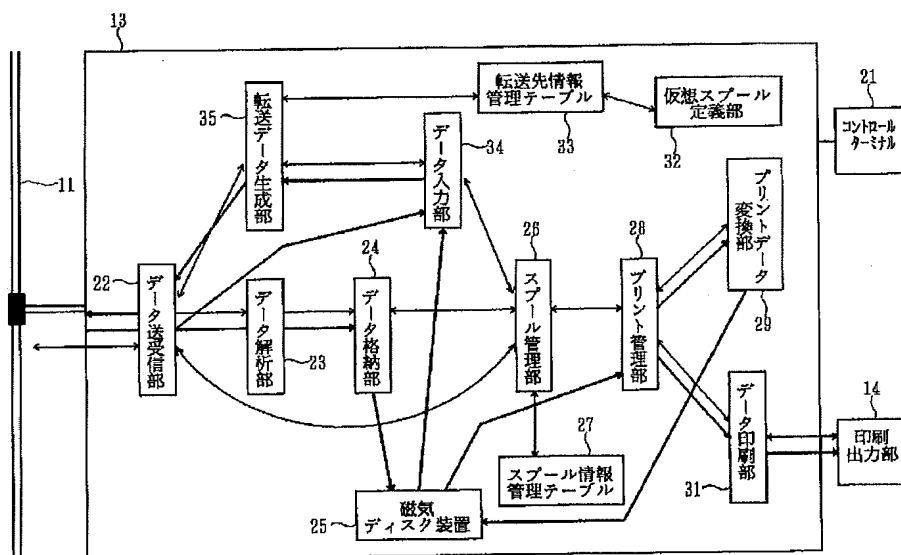 13
11
35
転送データ生成部
転送先情報
管理テーブル
33
仮想スプール
定義部
32
21
コントロール
ターミナル
データ入力部
34
22
データ送受信部
データ解析部
23
24
データ格納部
26
スプール管理部
28
プリント管理部
プリントデータ
変換部
29
27
スプール情報
管理テーブル
25
磁気
ディスク装置
データ印刷部
31
14
印刷
出力部